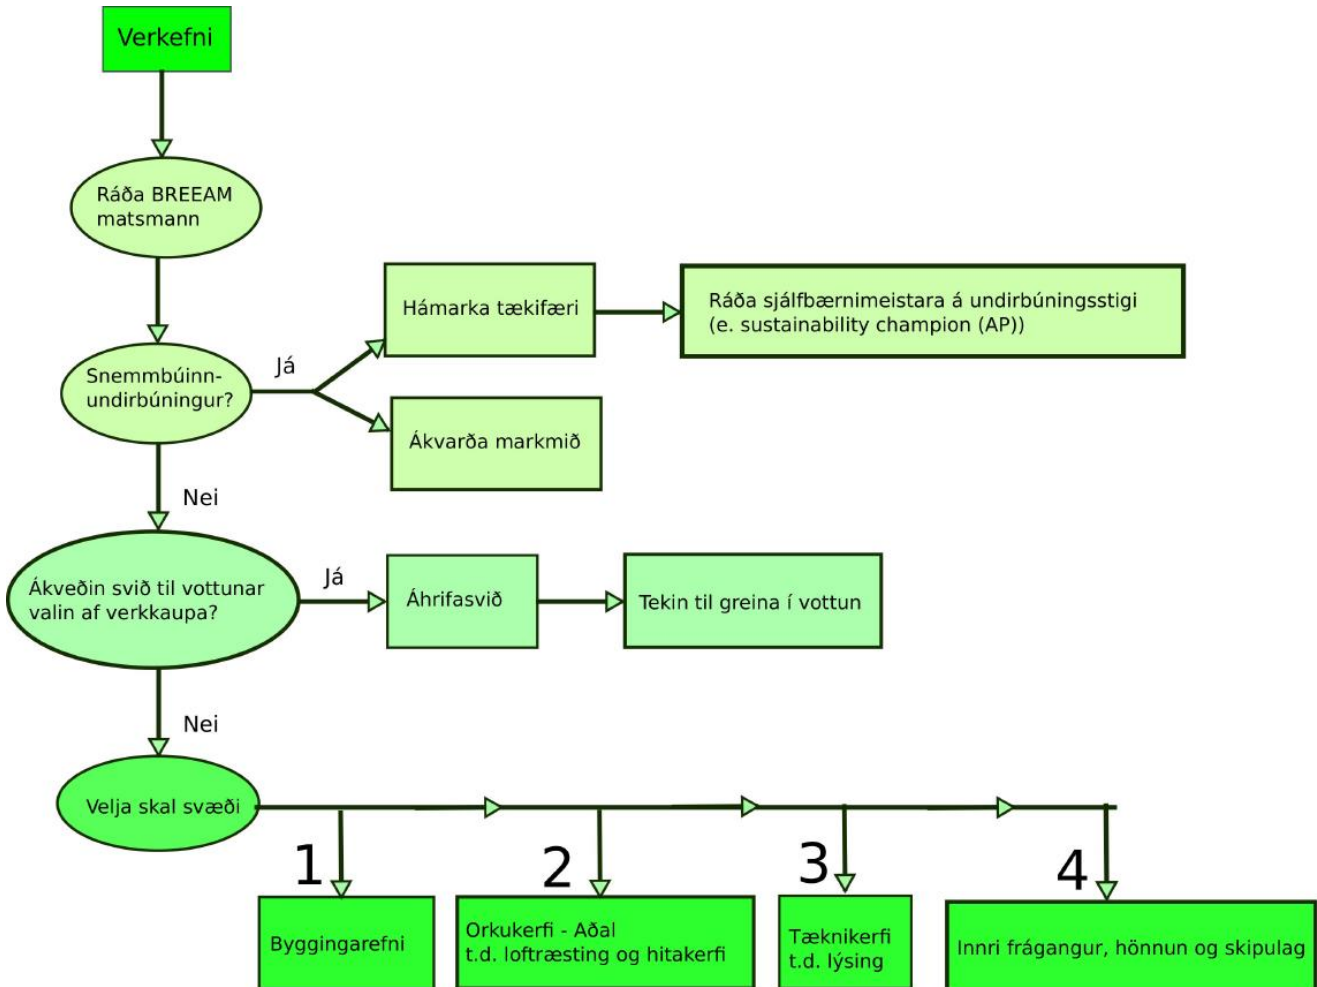 Verkefni
Ráða BREEAM
matsmann
Snemmbúinn-
undirbúningur?
Já
Hámarka tækifæri
Ráða sjálfbærnimeistara á undirbúningsstigi
(e. sustainability champion (AP))
Ákvarða markmið
Nei
Ákveðin svið til vottunar
valin af verkkaupa?
Já
Áhrifasvið
Tekin til greina í vottun
Nei
Velja skal svæði
1
Byggingarefni
2
Orkukerfi - Aðal
t.d. loftræsting og hitakerfi
3
Tæknikerfi
t.d. lýsing
4
Innri frágangur, hönnun og skipulag